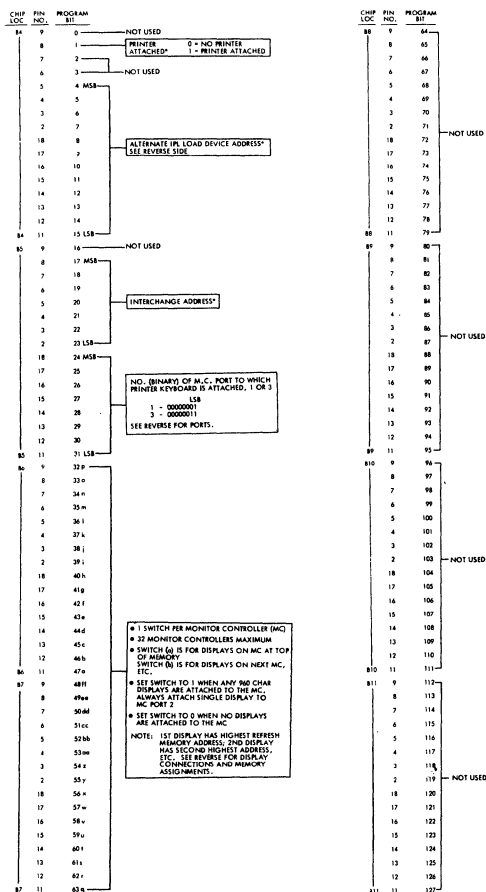 CHIP LOC PIN NO. PROGRAM BIT
B4 9 0 NOT USED
8 1 PRINTER ATTACHED* 0 = NO PRINTER 1 - PRINTER ATTACHED
7 2
6 3 NOT USED
5 4 MSB
4 5
3 6
2 7
18 8 ALTERNATE IPL LOAD DEVICE ADDRESS*
17 9 SEE REVERSE SIDE
16 10
15 11
14 12
13 13
12 14
B4 11 15 LSB
B5 9 16 NOT USED
8 17 MSB
7 18
6 19
5 20 INTERCHANGE ADDRESS*
4 21
3 22
2 23 LSB
18 24 MSB
17 25
16 26 NO. (BINARY) OF M.C. PORT TO WHICH
PRINTER KEYBOARD IS ATTACHED, 1 OR 3
15 27 LSB
14 28 1 - 00000001
13 29 3 - 00000011
12 30 SEE REVERSE FOR PORTS.
B5 11 31 LSB
B6 9 32 p
8 33 o
7 34 n
6 35 m
5 36 l
4 37 k
3 38 j
2 39 i
18 40 h
17 41 g
16 42 f
15 43 e
14 44 d
13 45 c
12 46 b
B6 11 47 a
B7 9 48 ff
8 49 ee
7 50 dd
6 51 cc
5 52 bb
4 53 aa
3 54 z
2 55 y
18 56 x
17 57 w
16 58 v
15 59 u
14 60 t
13 61 s
12 62 r
B7 11 63 q
• 1 SWITCH PER MONITOR CONTROLLER (MC)
• 32 MONITOR CONTROLLERS MAXIMUM
• SWITCH (a) IS FOR DISPLAYS ON MC AT TOP
OF MEMORY
SWITCH (b) IS FOR DISPLAYS ON NEXT MC,
ETC.
• SET SWITCH TO 1 WHEN ANY 960 CHAR
DISPLAYS ARE ATTACHED TO THE MC.
ALWAYS ATTACH SINGLE DISPLAY TO
MC PORT 2
• SET SWITCH TO 0 WHEN NO DISPLAYS
ARE ATTACHED TO THE MC
NOTE: 1ST DISPLAY HAS HIGHEST REFRESH
MEMORY ADDRESS; 2ND DISPLAY
HAS SECOND HIGHEST ADDRESS,
ETC. SEE REVERSE FOR DISPLAY
CONNECTIONS AND MEMORY
ASSIGNMENTS.
CHIP LOC PIN NO. PROGRAM BIT
B8 9 64
8 65
7 66
6 67
5 68
4 69
3 70
2 71
NOT USED
18 72
17 73
16 74
15 75
14 76
13 77
12 78
B8 11 79
B9 9 80
8 81
7 82
6 83
5 84
4 85
3 86
2 87 NOT USED
18 88
17 89
16 90
15 91
14 92
13 93
12 94
B9 11 95
B10 9 96
8 97
7 98
6 99
5 100
4 101
3 102
2 103 NOT USED
18 104
17 105
16 106
15 107
14 108
13 109
12 110
B10 11 111
B11 9 112
8 113
7 114
6 115
5 116
4 117
3 118
2 119 NOT USED
18 120
17 121
16 122
15 123
14 124
13 125
12 126
B11 11 127